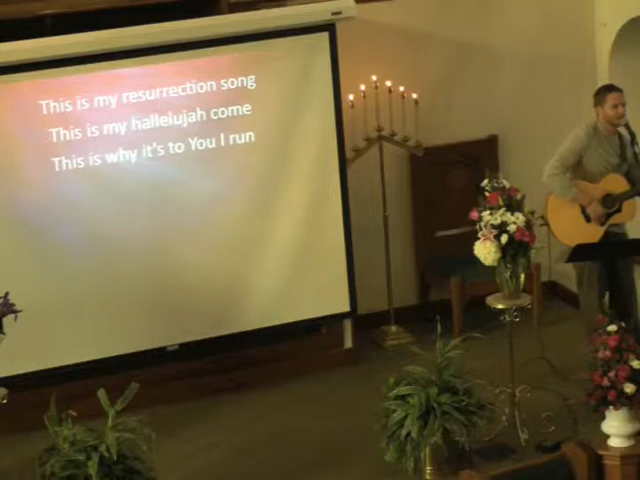 This is my resurrection song
This is my hallelujah come
This is why it's to You I run